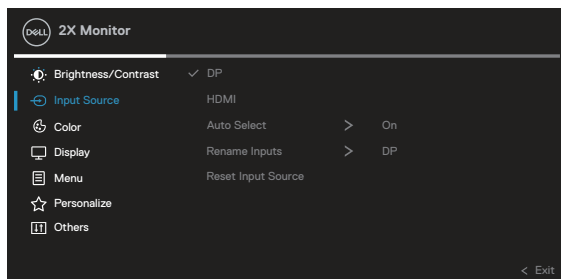 DELL 2X Monitor
Brightness/Contrast ✓ DP
Input Source HDMI
Color Auto Select > On
Display Rename Inputs > DP
Menu Reset Input Source
Personalize
Others
< Exit